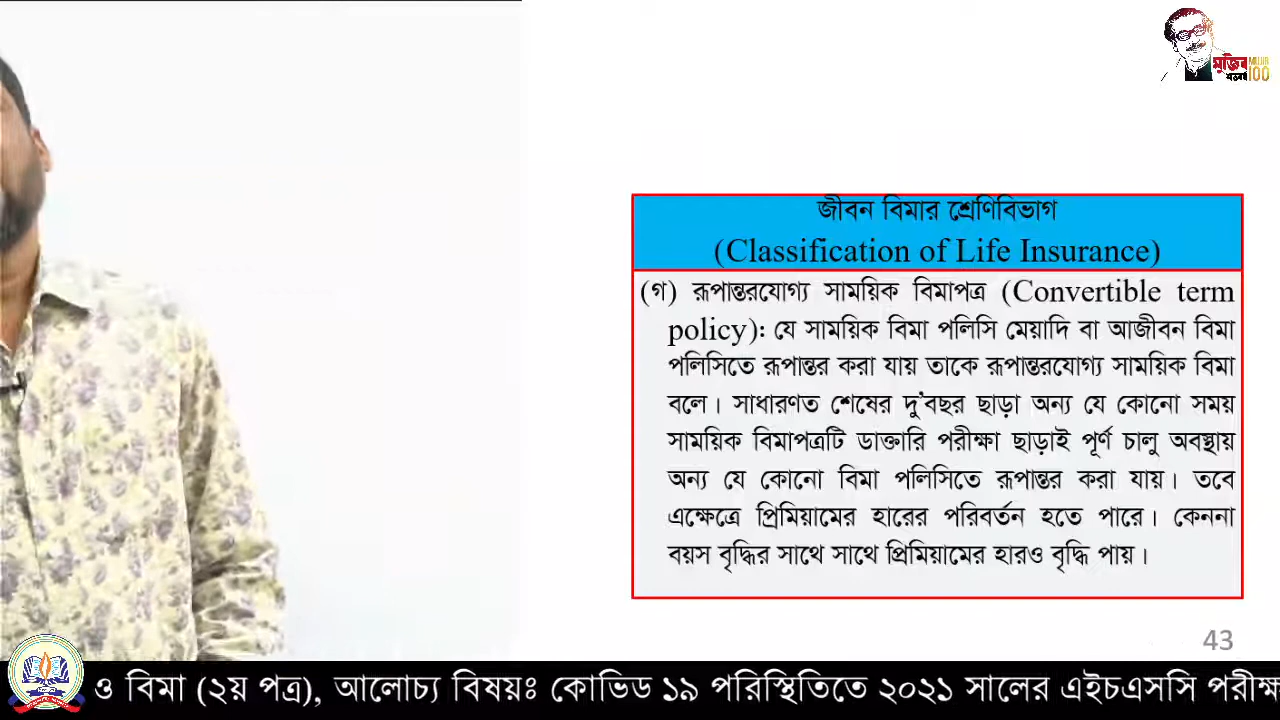 মুজিব MUJIB
100
জীবন বিমার শ্রেণিবিভাগ
(Classification of Life Insurance)
(গ) রূপান্তরযোগ্য সাময়িক বিমাপত্র (Convertible term
policy): যে সাময়িক বিমা পলিসি মেয়াদি বা আজীবন বিমা
পলিসিতে রূপান্তর করা যায় তাকে রূপান্তরযোগ্য সাময়িক বিমা
বলে। সাধারণত শেষের দু’বছর ছাড়া অন্য যে কোনো সময়
সাময়িক বিমাপত্রটি ডাক্তারি পরীক্ষা ছাড়াই পূর্ণ চালু অবস্থায়
অন্য যে কোনো বিমা পলিসিতে রূপান্তর করা যায়। তবে
এক্ষেত্রে প্রিমিয়ামের হারের পরিবর্তন হতে পারে। কেননা
বয়স বৃদ্ধির সাথে সাথে প্রিমিয়ামের হারও বৃদ্ধি পায়।
43
ও বিমা (২য় পত্র), আলোচ্য বিষয়ঃ কোভিড ১৯ পরিস্থিতিতে ২০২১ সালের এইচএসসি পরীক্ষ